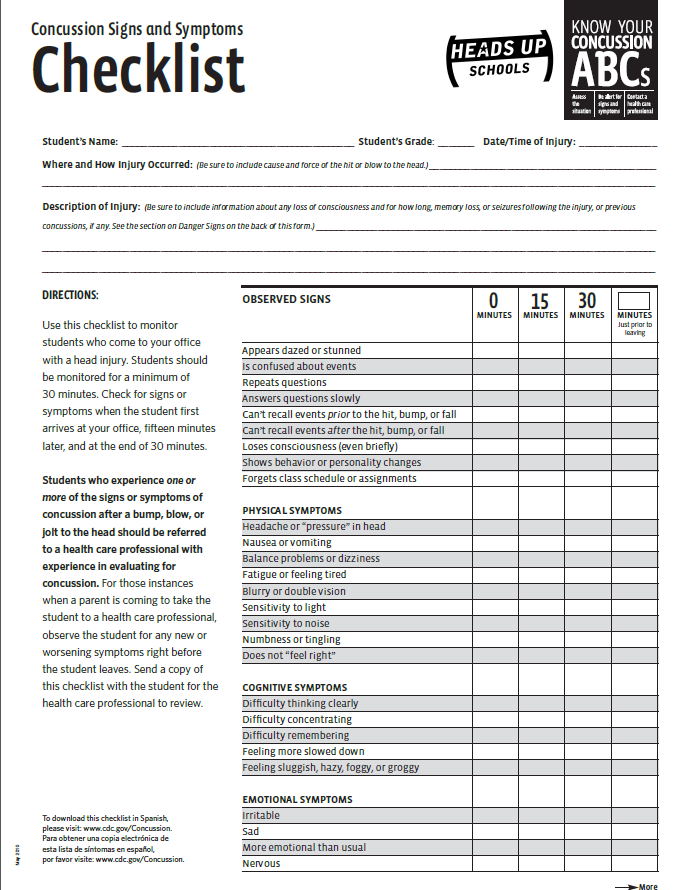 Concussion Signs and Symptoms
Checklist
HEADS UP
SCHOOLS
KNOW YOUR
CONCUSSION
ABCs
Assess the situation
Be alert for signs and symptoms
Contact a health care professional
Student's Name: Student's Grade: Date/Time of Injury:
Where and How Injury Occurred: (Be sure to include cause and force of the hit or blow to the head.)
Description of Injury: (Be sure to include information about any loss of consciousness and for how long, memory loss, or seizures following the injury, or previous
concussions, if any. See the section on Danger Signs on the back of this form.)
DIRECTIONS:
Use this checklist to monitor
students who come to your office
with a head injury. Students should
be monitored for a minimum of
30 minutes. Check for signs or
symptoms when the student first
arrives at your office, fifteen minutes
later, and at the end of 30 minutes.
Students who experience one or
more of the signs or symptoms of
concussion after a bump, blow, or
jolt to the head should be referred
to a health care professional with
experience in evaluating for
concussion. For those instances
when a parent is coming to take the
student to a health care professional,
observe the student for any new or
worsening symptoms right before
the student leaves. Send a copy of
this checklist with the student for the
health care professional to review.
To download this checklist in Spanish,
please visit: www.cdc.gov/Concussion.
Para obtener una copia electrónica de
esta lista de síntomas en español,
por favor visite: www.cdc.gov/Concussion.
May 2010
OBSERVED SIGNS
0 MINUTES
15 MINUTES
30 MINUTES
MINUTES
Just prior to
leaving
Appears dazed or stunned
Is confused about events
Repeats questions
Answers questions slowly
Can't recall events prior to the hit, bump, or fall
Can't recall events after the hit, bump, or fall
Loses consciousness (even briefly)
Shows behavior or personality changes
Forgets class schedule or assignments
PHYSICAL SYMPTOMS
Headache or "pressure" in head
Nausea or vomiting
Balance problems or dizziness
Fatigue or feeling tired
Blurry or double vision
Sensitivity to light
Sensitivity to noise
Numbness or tingling
Does not "feel right"
COGNITIVE SYMPTOMS
Difficulty thinking clearly
Difficulty concentrating
Difficulty remembering
Feeling more slowed down
Feeling sluggish, hazy, foggy, or groggy
EMOTIONAL SYMPTOMS
Irritable
Sad
More emotional than usual
Nervous
More